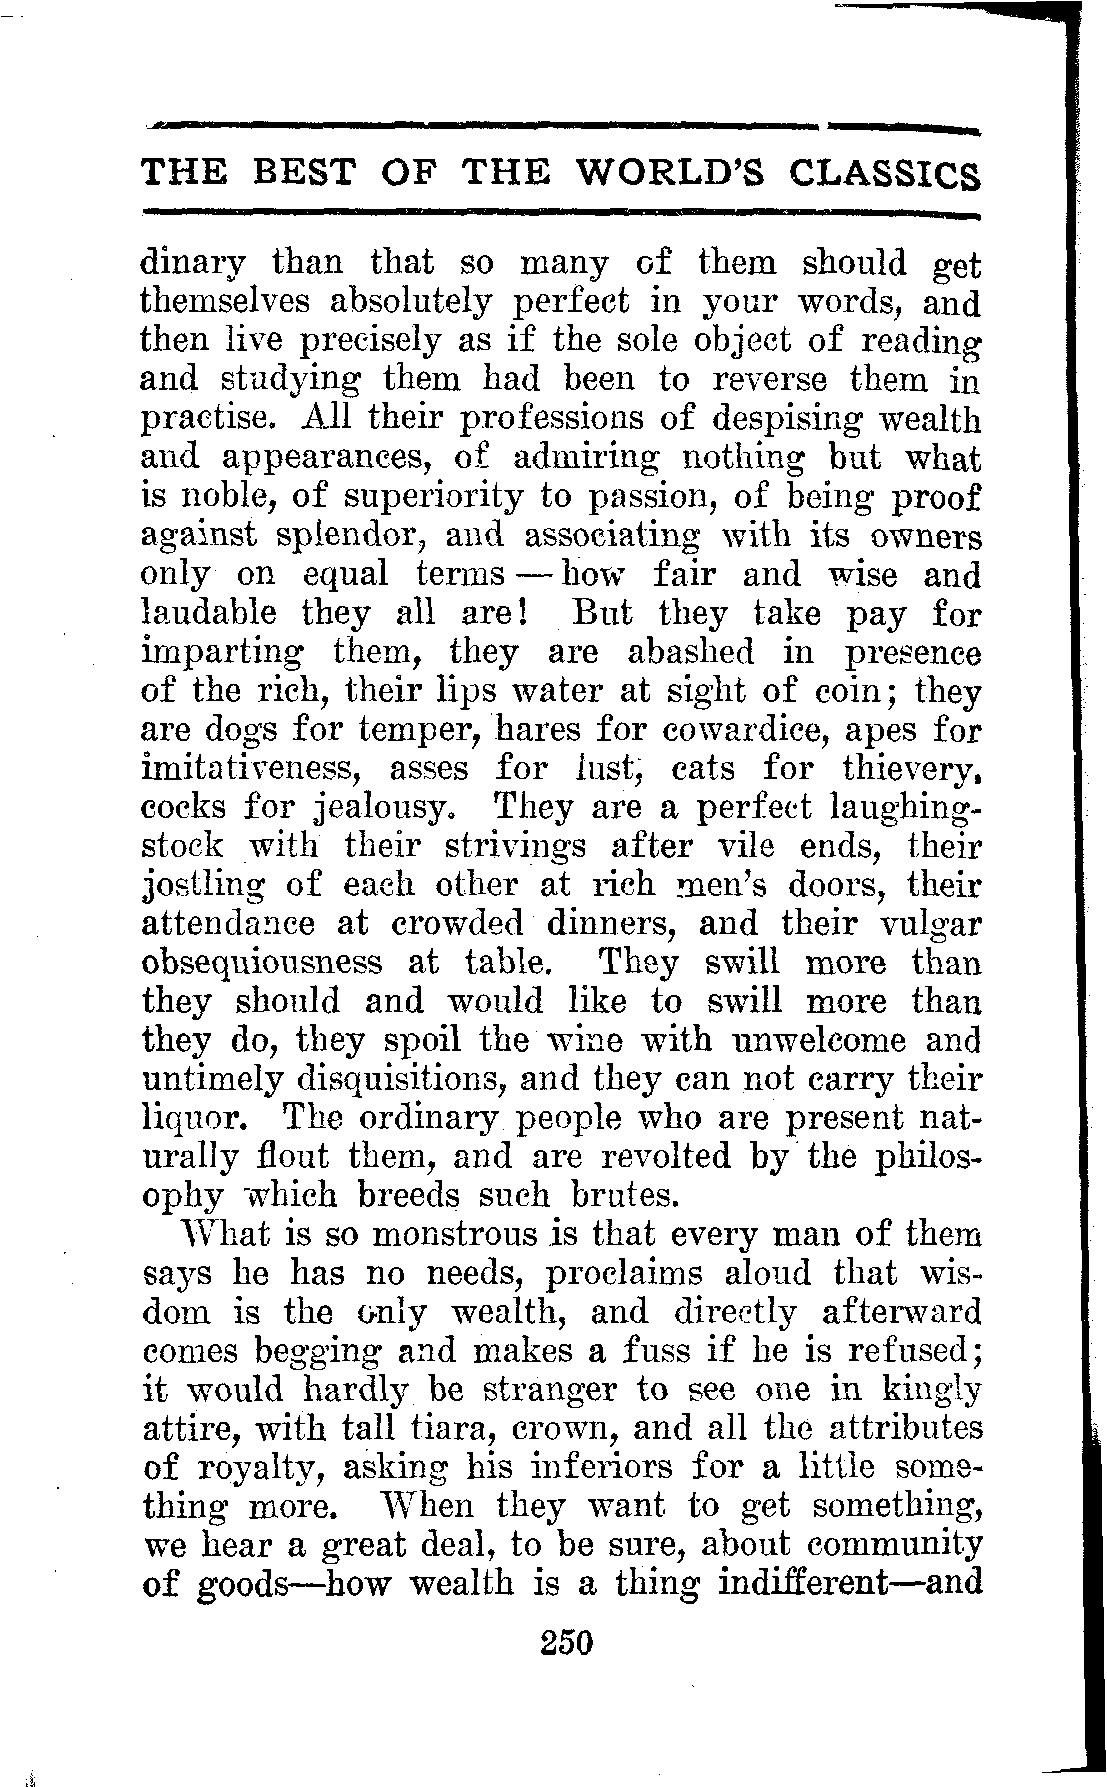 THE BEST OF THE WORLD'S CLASSICS
dinary than that so many of them should get
themselves absolutely perfect in your words, and
then live precisely as if the sole object of reading
and studying them had been to reverse them in
practise. All their professions of despising wealth
and appearances, of admiring nothing but what
is noble, of superiority to passion, of being proof
against splendor, and associating with its owners
only on equal terms — how fair and wise and
laudable they all are! But they take pay for
imparting them, they are abashed in presence
of the rich, their lips water at sight of coin; they
are dogs for temper, hares for cowardice, apes for
imitativeness, asses for lust, cats for thievery,
cocks for jealousy. They are a perfect laughing-
stock with their strivings after vile ends, their
jostling of each other at rich men's doors, their
attendance at crowded dinners, and their vulgar
obsequiousness at table. They swill more than
they should and would like to swill more than
they do, they spoil the wine with unwelcome and
untimely disquisitions, and they can not carry their
liquor. The ordinary people who are present nat-
urally flout them, and are revolted by the philos-
ophy which breeds such brutes.
What is so monstrous is that every man of them
says he has no needs, proclaims aloud that wis-
dom is the only wealth, and directly afterward
comes begging and makes a fuss if he is refused;
it would hardly be stranger to see one in kingly
attire, with tall tiara, crown, and all the attributes
of royalty, asking his inferiors for a little some-
thing more. When they want to get something,
we hear a great deal, to be sure, about community
of goods—how wealth is a thing indifferent—and
250